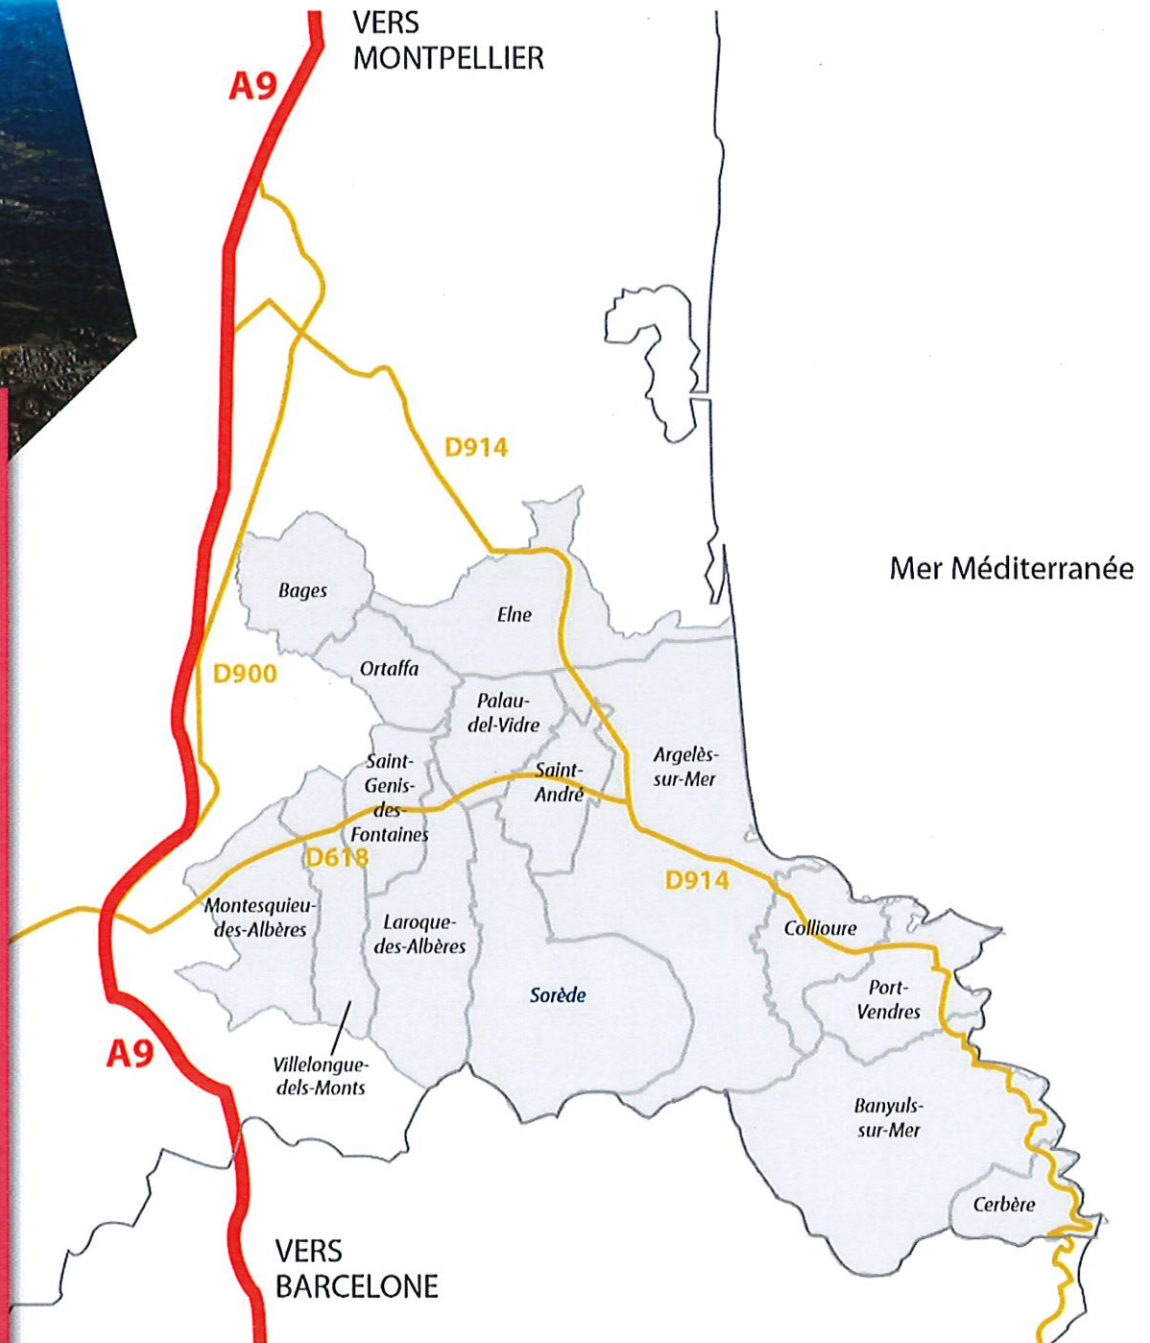 VERS
MONTPELLIER
A9
D914
Mer Méditerranée
Bages
Elne
Ortaffa
D900
Palau-
del-Vidre
Argelès-
sur-Mer
Saint-
Genis-
des-
Fontaines
Saint-
André
D618
D914
Montesquieu-
des-Albères
Laroque-
des-Albères
Collioure
Sorède
Port-
Vendres
A9
Villelongue-
dels-Monts
Banyuls-
sur-Mer
Cerbère
VERS
BARCELONE